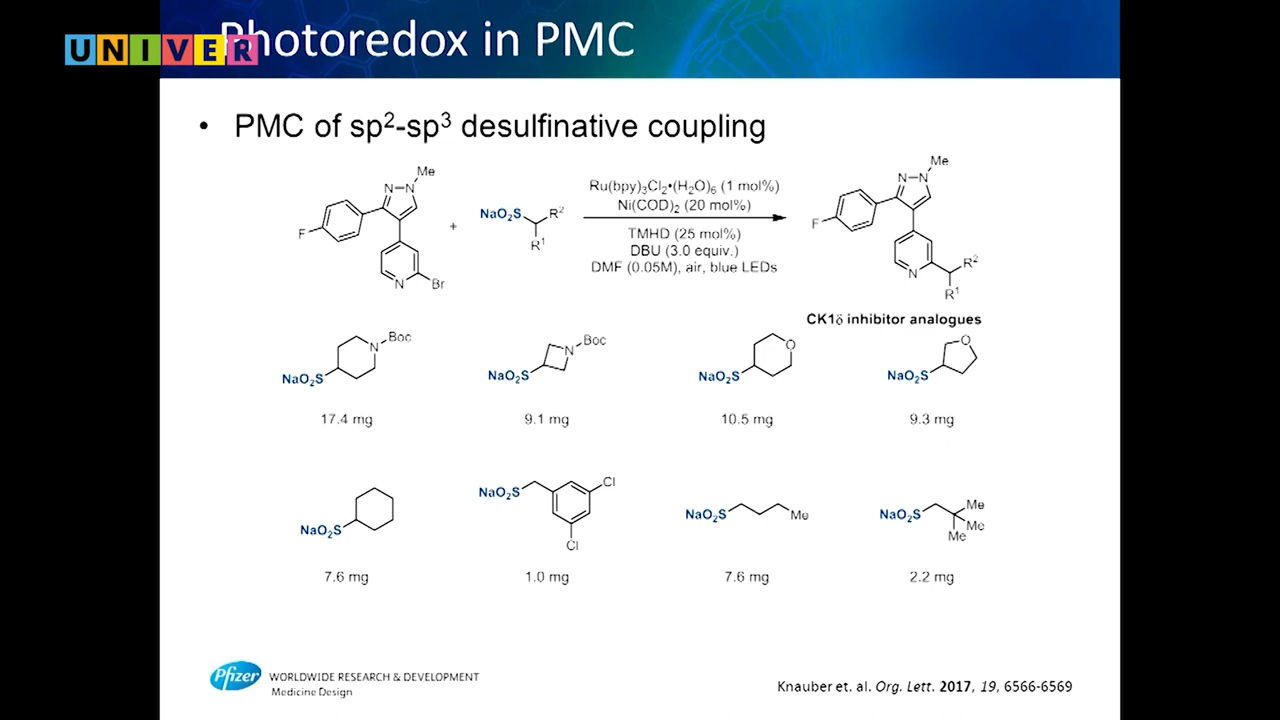 UNIVER
Photoredox in PMC
• PMC of sp²-sp³ desulfinative coupling
Me
N N
F
N Br
+
NaO₂S R²
R¹
Ru(bpy)₃Cl₂•(H₂O)₆ (1 mol%)
Ni(COD)₂ (20 mol%)
TMHD (25 mol%)
DBU (3.0 equiv.)
DMF (0.05M), air, blue LEDs
Me
N N
F
N R²
R¹
CK1δ inhibitor analogues
NaO₂S N Boc
NaO₂S N Boc
NaO₂S O
NaO₂S O
17.4 mg
9.1 mg
10.5 mg
9.3 mg
NaO₂S
NaO₂S Cl
Cl
NaO₂S Me
NaO₂S Me
Me
Me
7.6 mg
1.0 mg
7.6 mg
2.2 mg
Pfizer WORLDWIDE RESEARCH & DEVELOPMENT
Medicine Design
Knauber et. al. Org. Lett. 2017, 19, 6566-6569